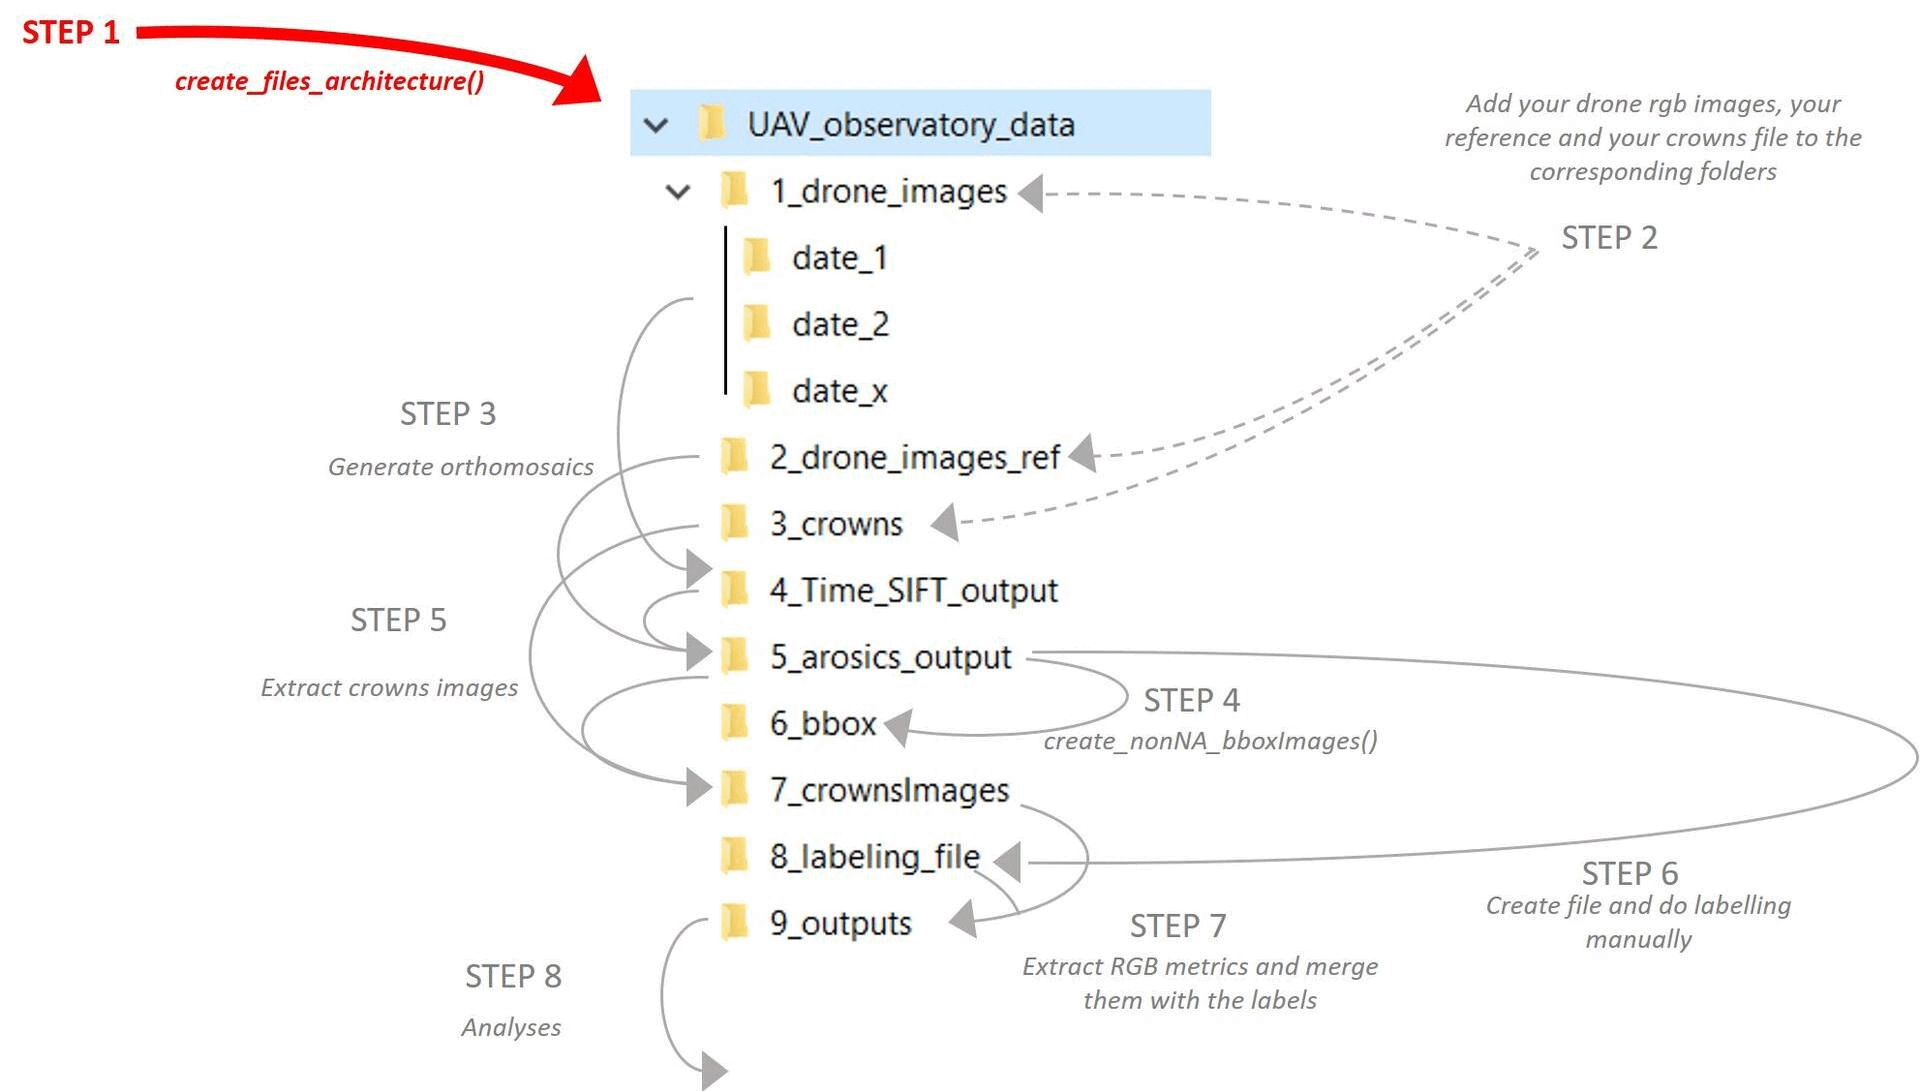 STEP 1
create_files_architecture()
UAV_observatory_data
Add your drone rgb images, your
reference and your crowns file to the
corresponding folders
STEP 2
1_drone_images
date_1
date_2
date_x
STEP 3
Generate orthomosaics
2_drone_images_ref
3_crowns
4_Time_SIFT_output
STEP 5
Extract crowns images
5_arosics_output
6_bbox
STEP 4
create_nonNA_bboxImages()
7_crownsImages
8_labeling_file
STEP 6
Create file and do labelling
manually
9_outputs
STEP 7
Extract RGB metrics and merge
them with the labels
STEP 8
Analyses